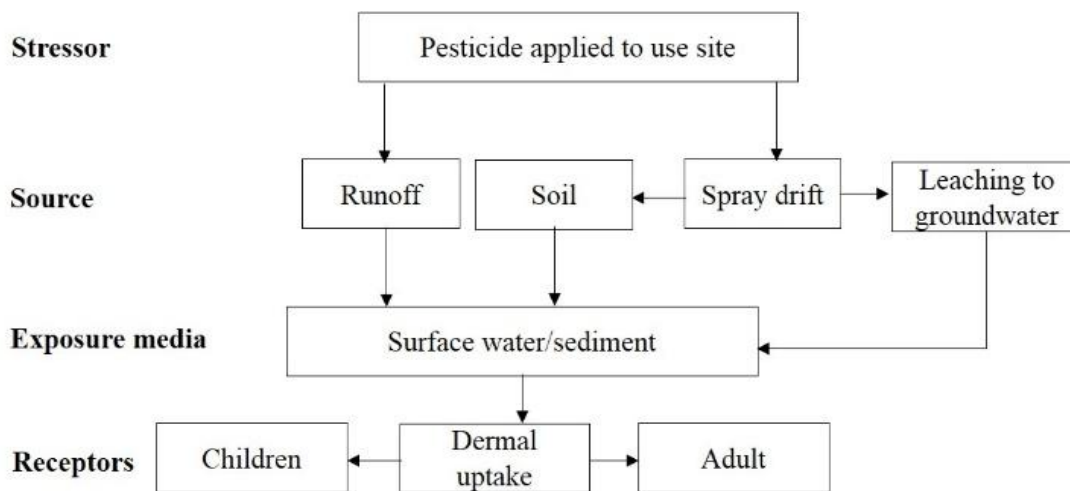 Stressor
Pesticide applied to use site
Source
Runoff
Soil
Spray drift
Leaching to
groundwater
Exposure media
Surface water/sediment
Receptors
Children
Dermal
uptake
Adult